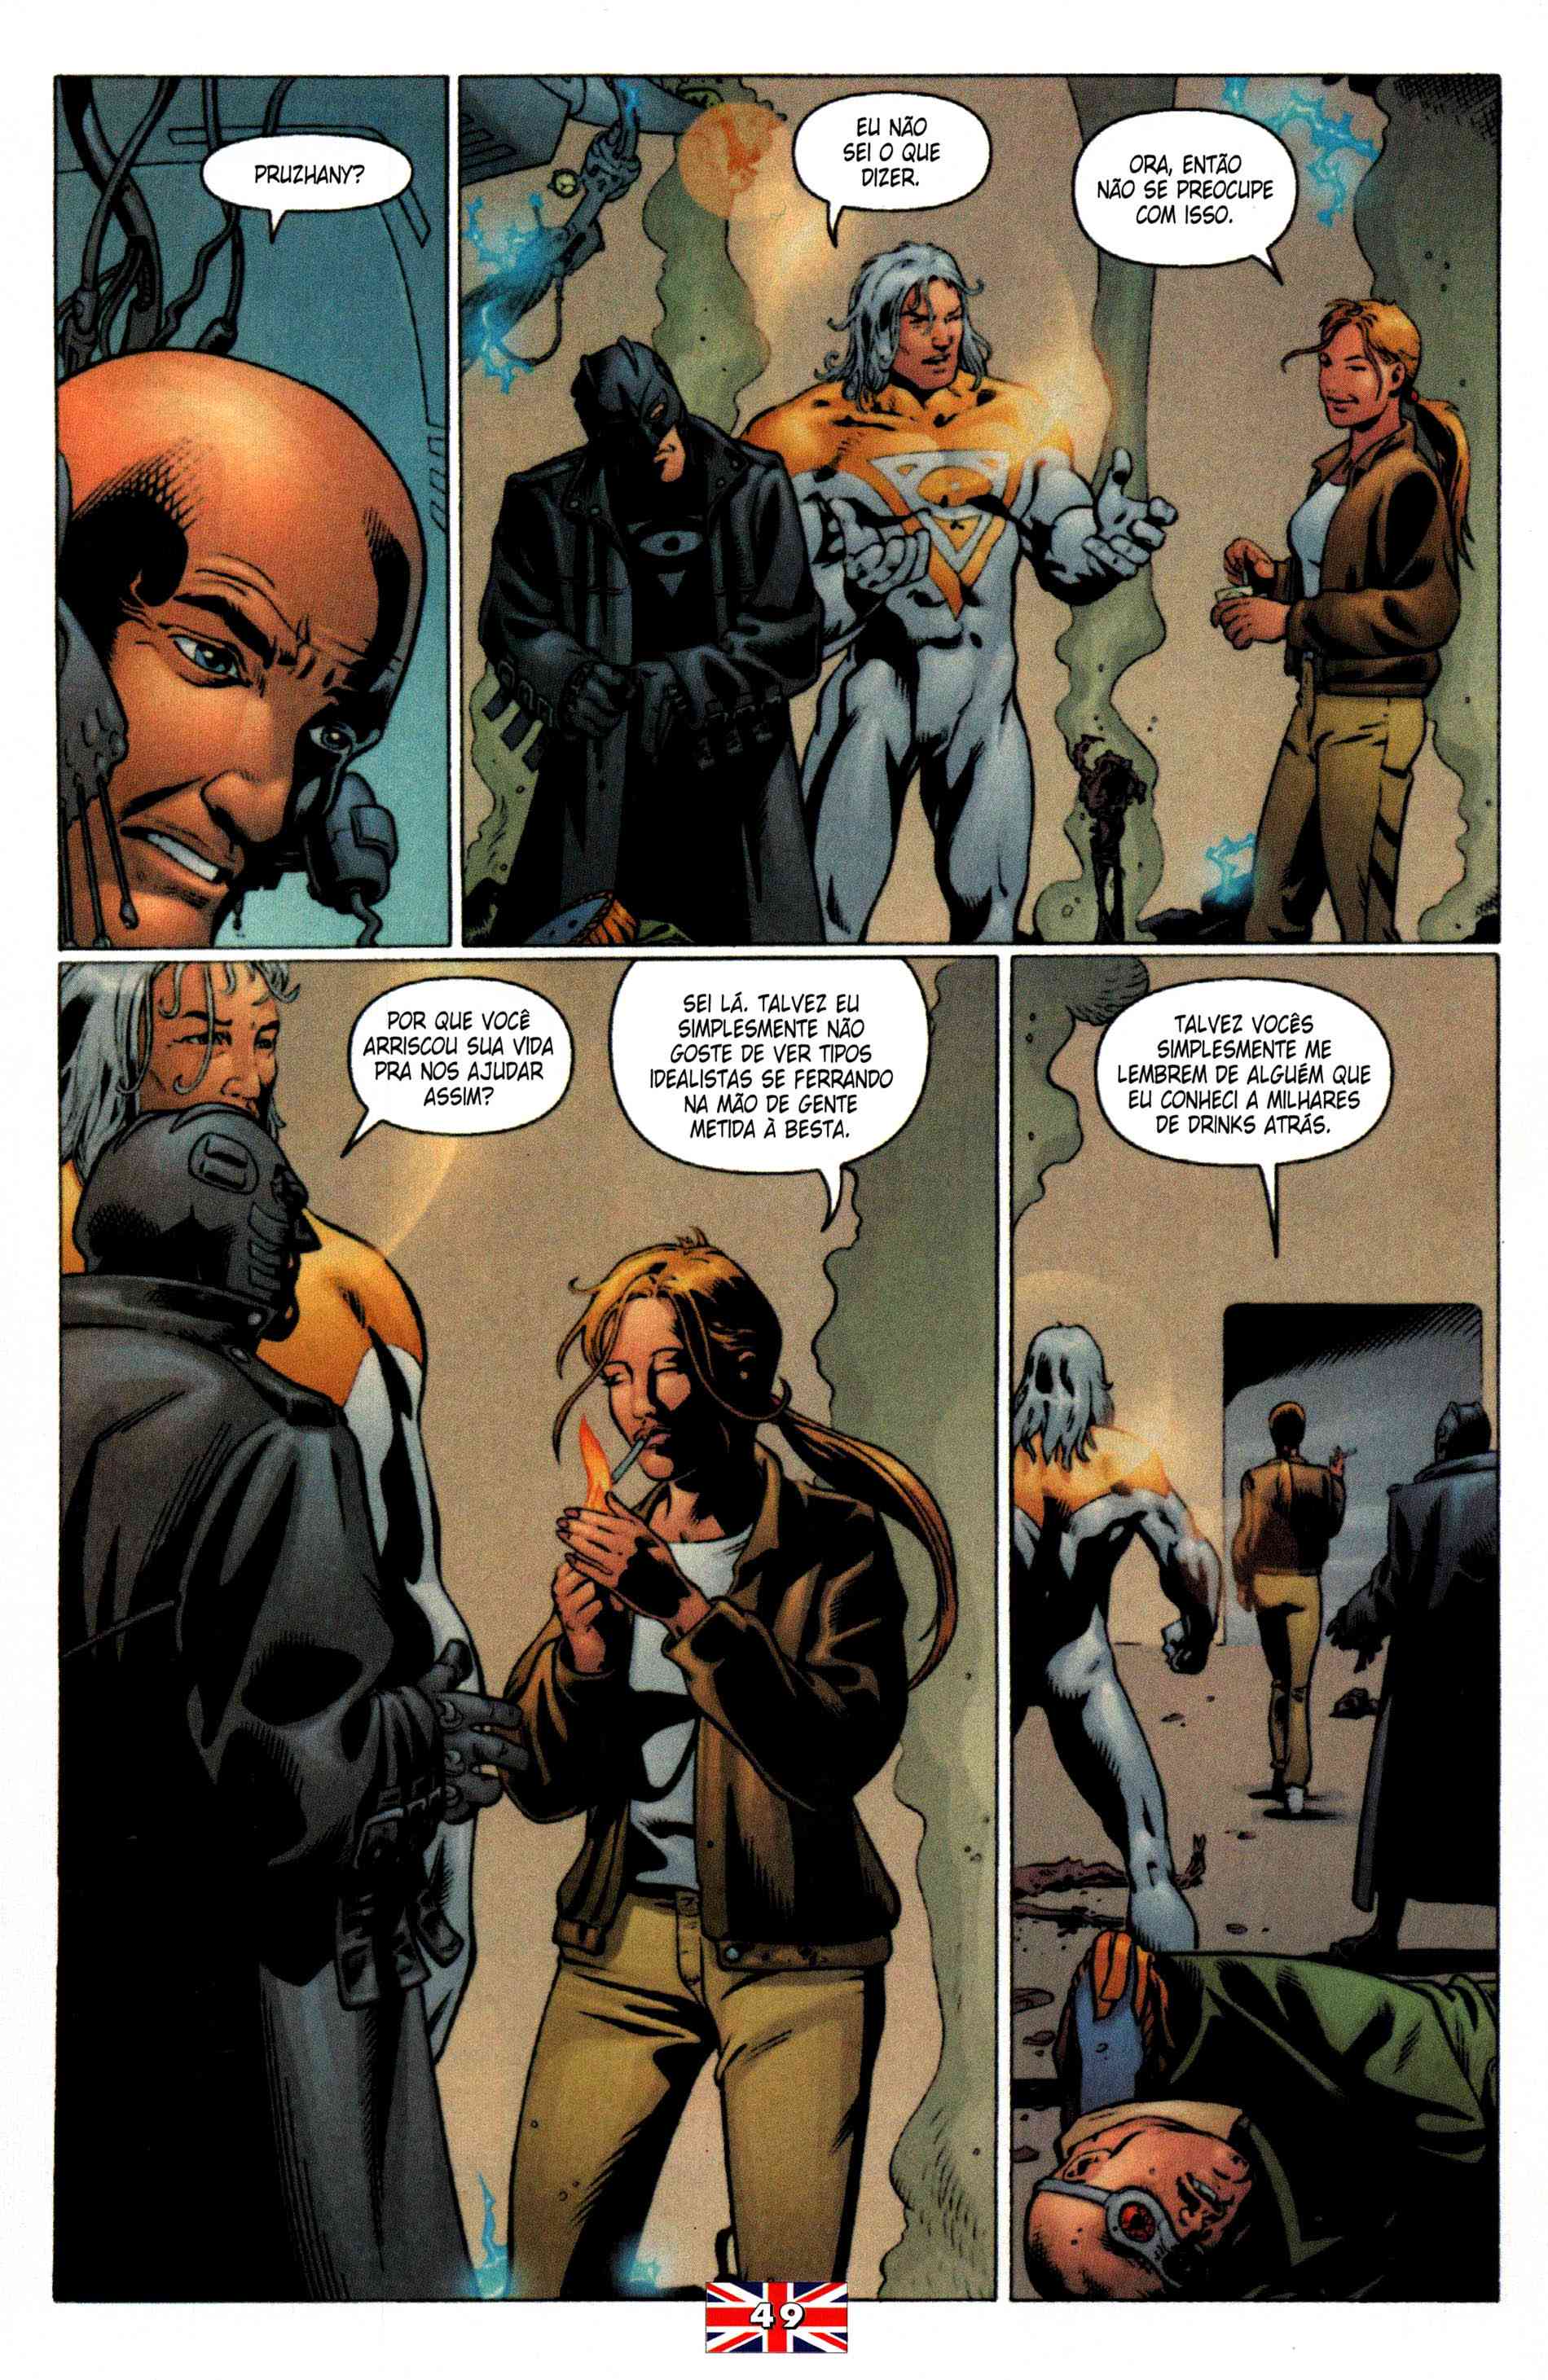 PRUZHANY?
EU NÃO
SEI O QUE
DIZER.
ORA, ENTÃO
NÃO SE PREOCUPE
COM ISSO.
POR QUE VOCÊ
ARRISCOU SUA VIDA
PRA NOS AJUDAR
ASSIM?
SEI LÁ. TALVEZ EU
SIMPLESMENTE NÃO
GOSTE DE VER TIPOS
IDEALISTAS SE FERRANDO
NA MÃO DE GENTE
METIDA À BESTA.
TALVEZ VOCÊS
SIMPLESMENTE ME
LEMBREM DE ALGUÉM QUE
EU CONHECI A MILHARES
DE DRINKS ATRÁS.
49